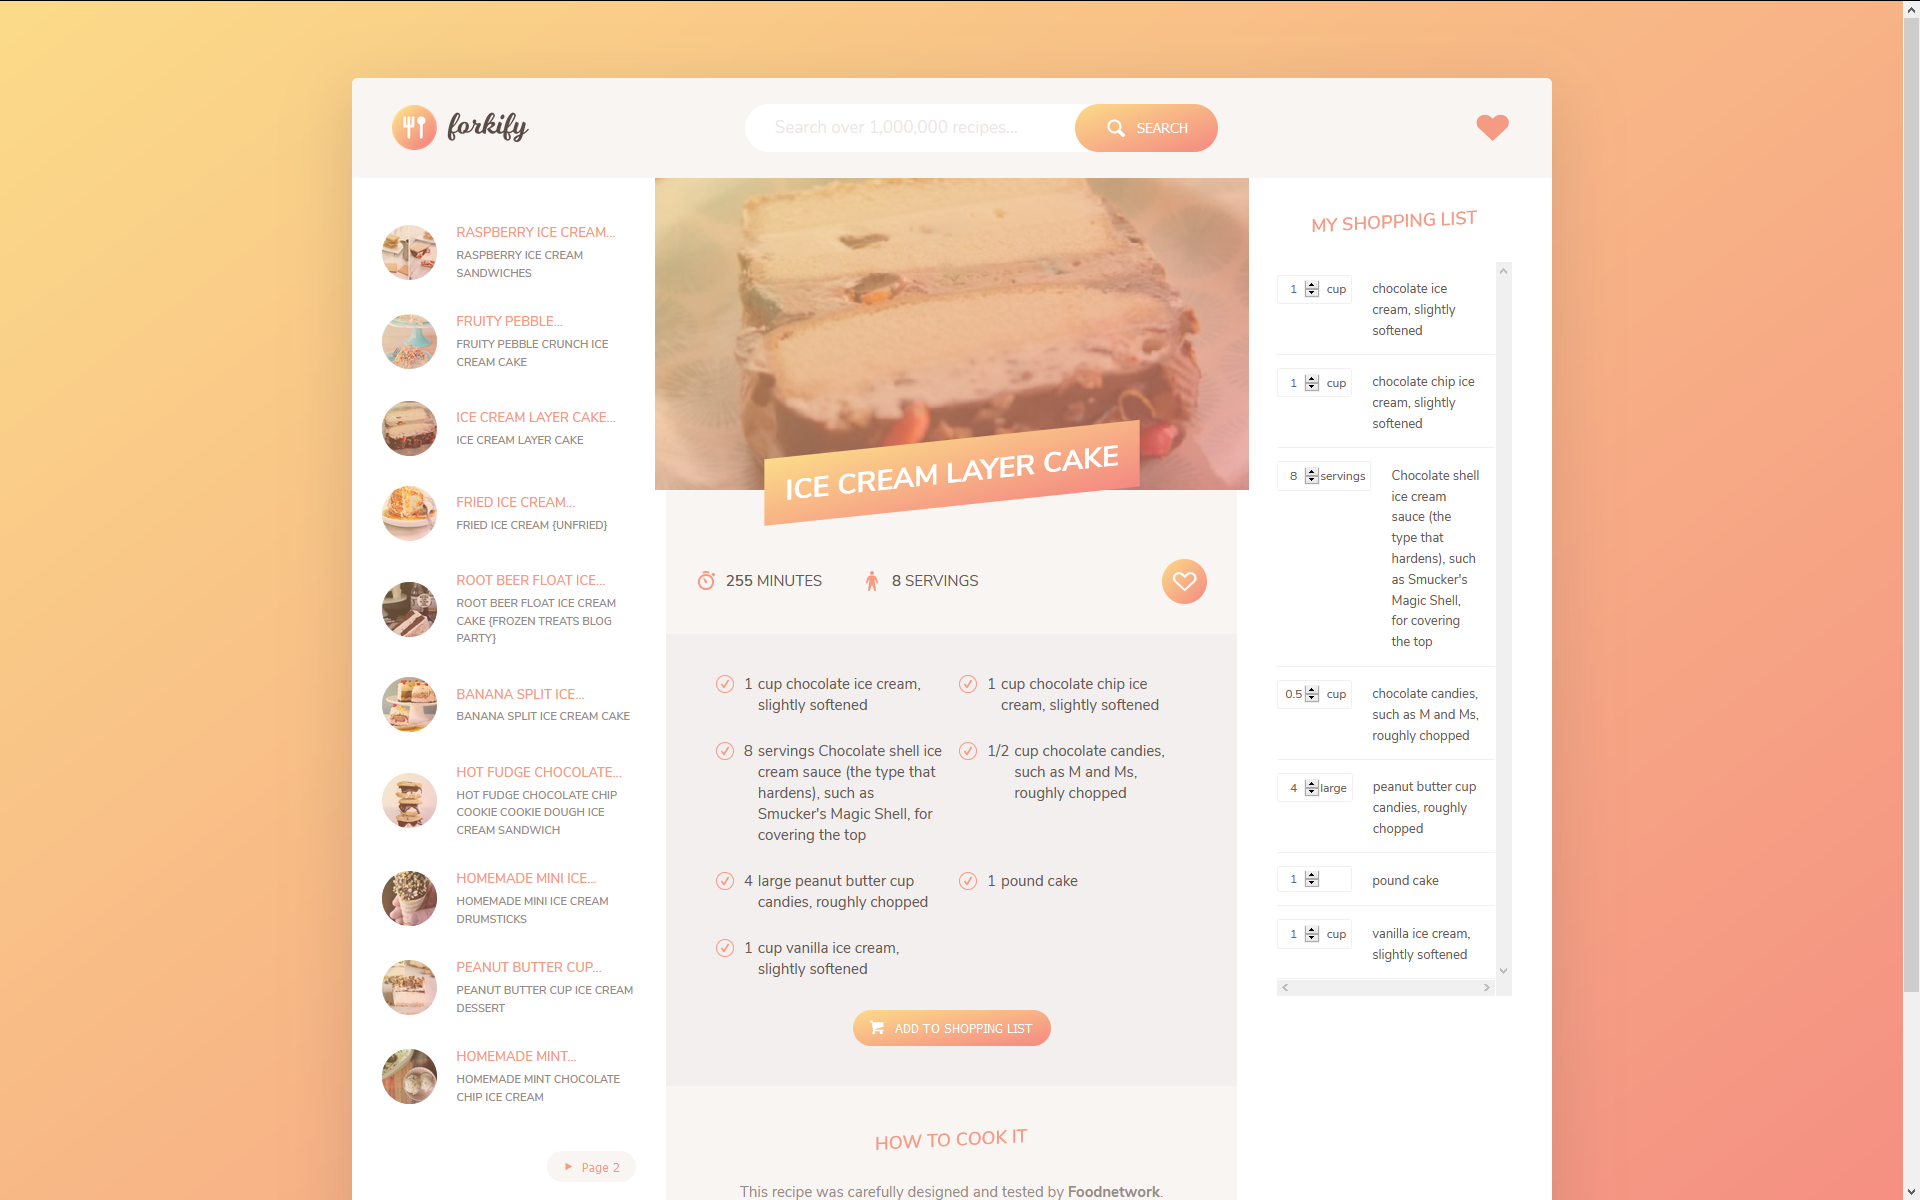 forkify
Search over 1,000,000 recipes...
SEARCH
RASPBERRY ICE CREAM...
RASPBERRY ICE CREAM
SANDWICHES
FRUITY PEBBLE...
FRUITY PEBBLE CRUNCH ICE
CREAM CAKE
ICE CREAM LAYER CAKE...
ICE CREAM LAYER CAKE
FRIED ICE CREAM...
FRIED ICE CREAM {UNFRIED}
ROOT BEER FLOAT ICE...
ROOT BEER FLOAT ICE CREAM
CAKE {FROZEN TREATS BLOG
PARTY}
BANANA SPLIT ICE...
BANANA SPLIT ICE CREAM CAKE
HOT FUDGE CHOCOLATE...
HOT FUDGE CHOCOLATE CHIP
COOKIE COOKIE DOUGH ICE
CREAM SANDWICH
HOMEMADE MINI ICE...
HOMEMADE MINI ICE CREAM
DRUMSTICKS
PEANUT BUTTER CUP...
PEANUT BUTTER CUP ICE CREAM
DESSERT
HOMEMADE MINT...
HOMEMADE MINT CHOCOLATE
CHIP ICE CREAM
Page 2
ICE CREAM LAYER CAKE
255 MINUTES
8 SERVINGS
1 cup chocolate ice cream,
slightly softened
1 cup chocolate chip ice
cream, slightly softened
8 servings Chocolate shell ice
cream sauce (the type that
hardens), such as
Smucker's Magic Shell, for
covering the top
1/2 cup chocolate candies,
such as M and Ms,
roughly chopped
4 large peanut butter cup
candies, roughly chopped
1 pound cake
1 cup vanilla ice cream,
slightly softened
ADD TO SHOPPING LIST
HOW TO COOK IT
This recipe was carefully designed and tested by Foodnetwork.
MY SHOPPING LIST
1 cup chocolate ice
cream, slightly
softened
1 cup chocolate chip ice
cream, slightly
softened
8 servings Chocolate shell
ice cream
sauce (the
type that
hardens), such
as Smucker's
Magic Shell,
for covering
the top
0.5 cup chocolate candies,
such as M and Ms,
roughly chopped
4 large peanut butter cup
candies, roughly
chopped
1 pound cake
1 cup vanilla ice cream,
slightly softened